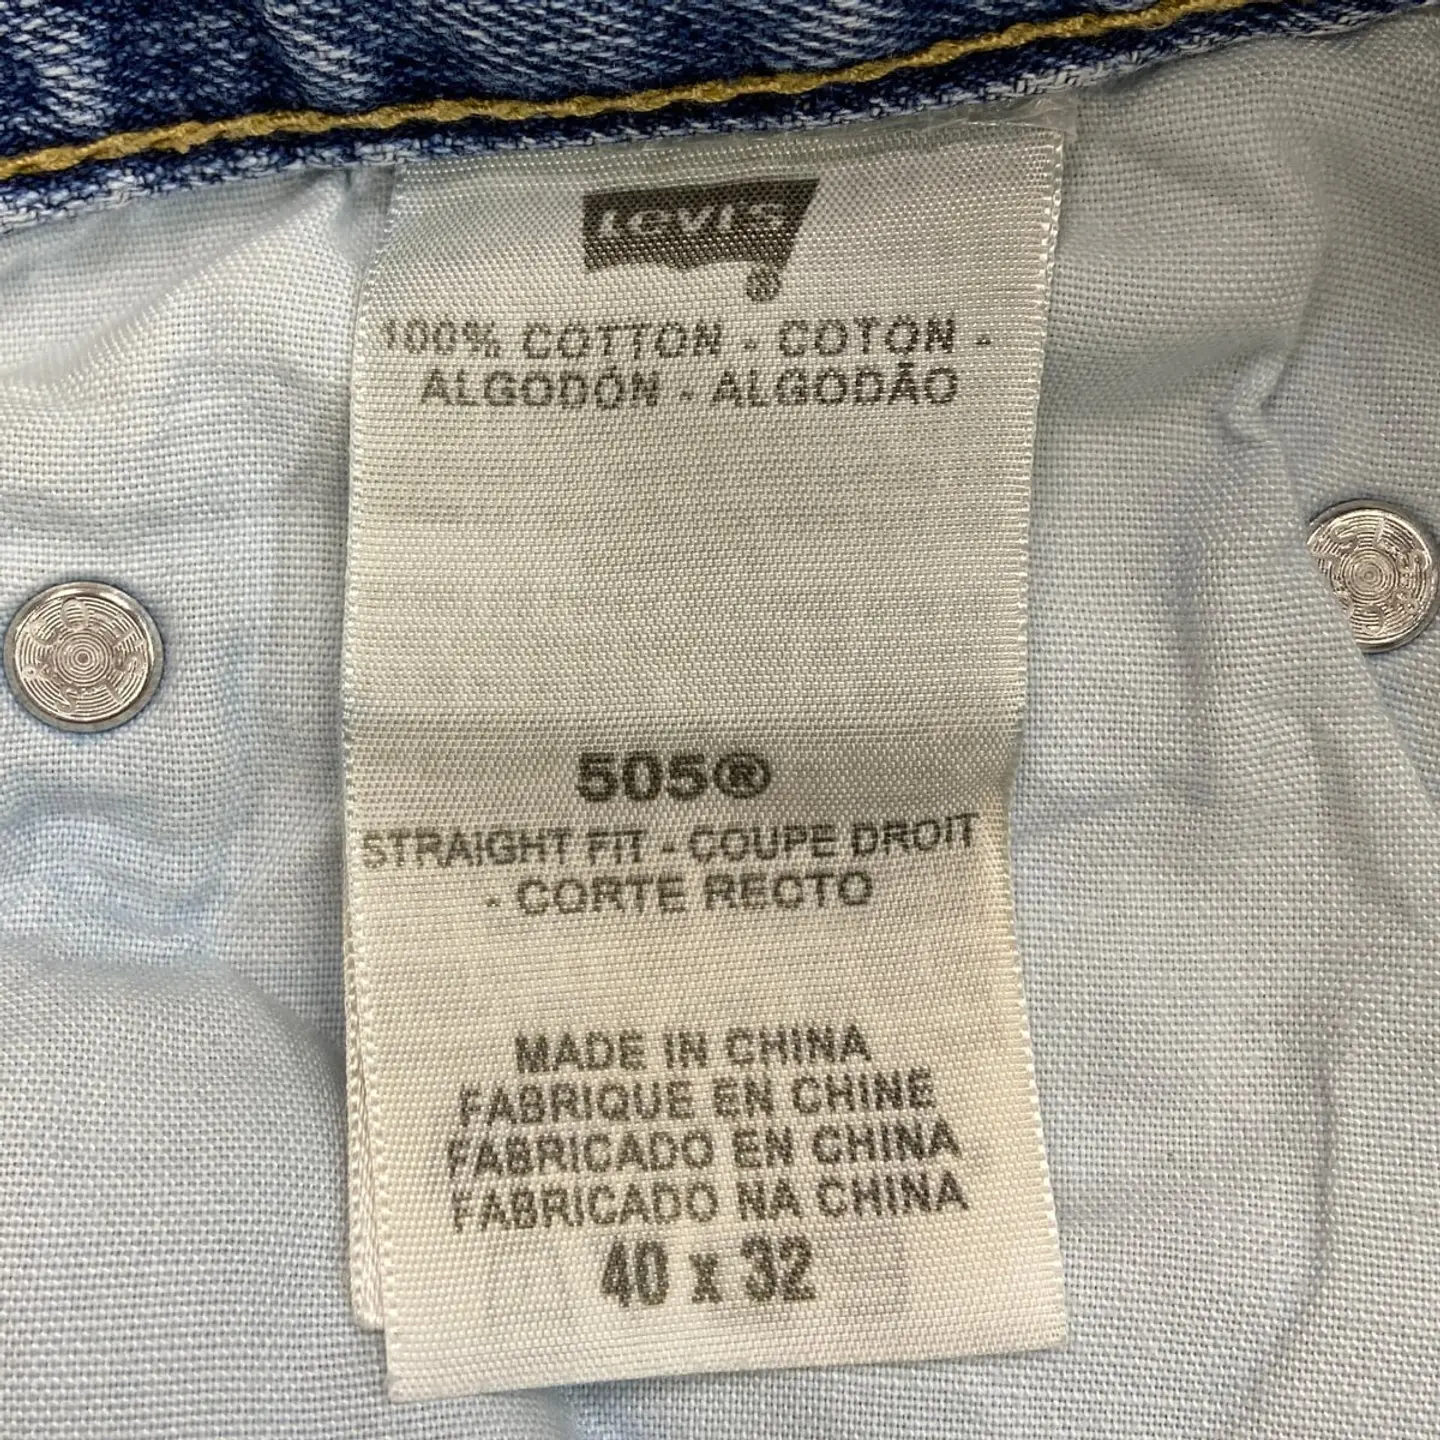 Levi's
®
100% COTTON - COTON -
ALGODÓN - ALGODÃO
505®
STRAIGHT FIT - COUPE DROIT
- CORTE RECTO
MADE IN CHINA
FABRIQUE EN CHINE
FABRICADO EN CHINA
FABRICADO NA CHINA
40 x 32